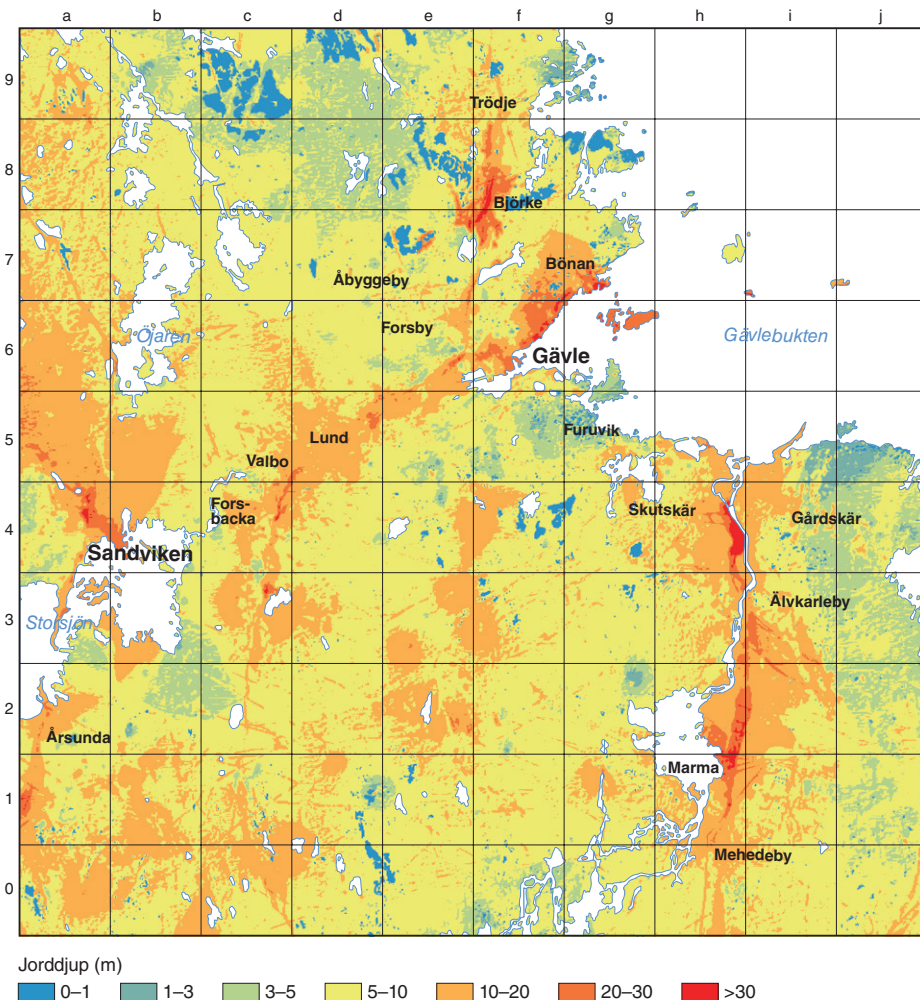 a b c d e f g h i j
9
Trödje
8
Björke
7
Bönan
Åbyggeby
Öjaren
Forsby
Gävlebukten
6
Gävle
5
Lund
Furuvik
Valbo
Fors-
backa
Skutskär
Gårdskär
4
Sandviken
Älvkarleby
3
Storsjön
2
Årsunda
Marma
1
Mehedeby
0
Jorddjup (m)
0–1 1–3 3–5 5–10 10–20 20–30 >30